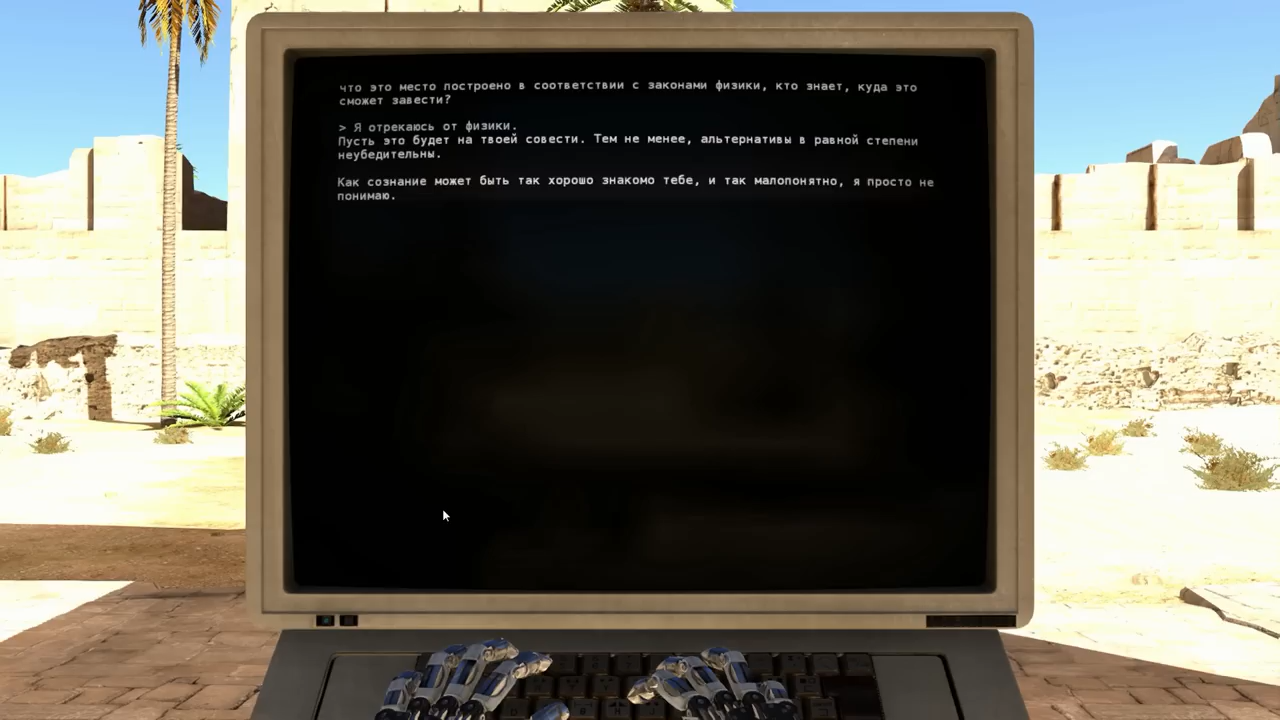 что это место построено в соответствии с законами физики, кто знает, куда это
сможет завести?
> Я отрекаюсь от физики.
Пусть это будет на твоей совести. Тем не менее, альтернативы в равной степени
неубедительны.
Как сознание может быть так хорошо знакомо тебе, и так малопонятно, я просто не
понимаю.